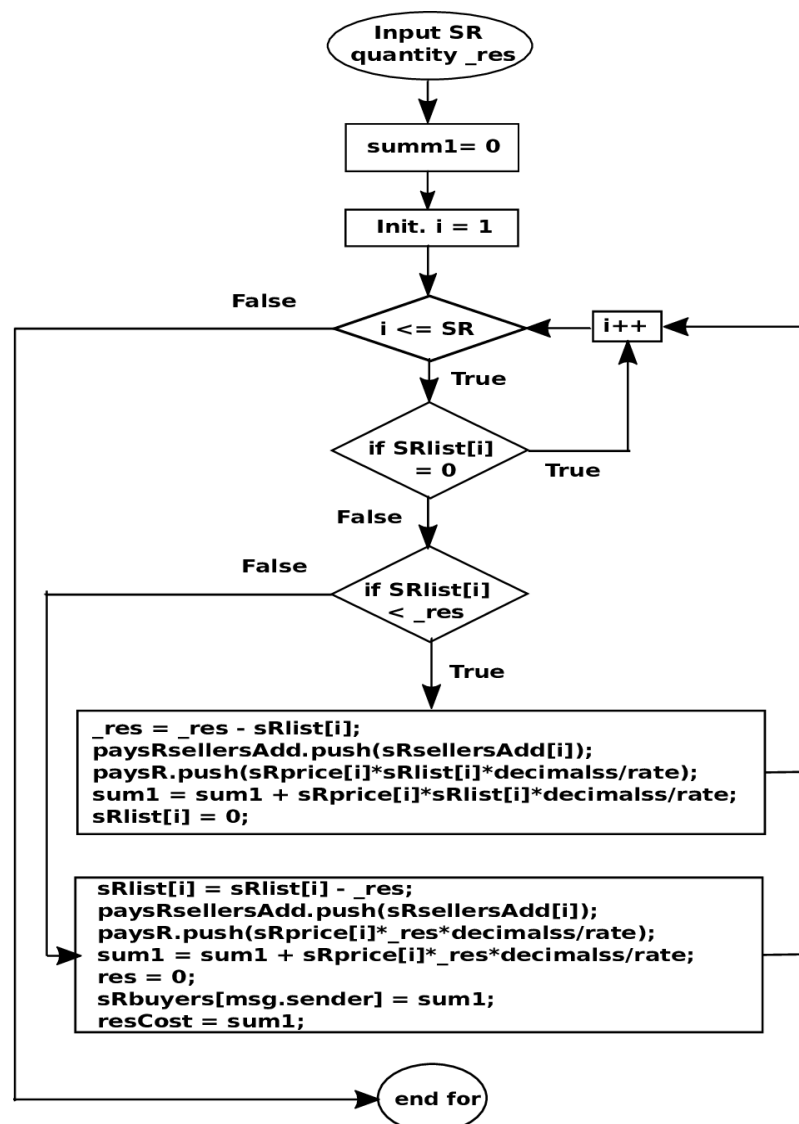 Input SR
quantity _res
summ1= 0
Init. i = 1
False
i <= SR
i++
True
if SRlist[i]
= 0
True
False
False
if SRlist[i]
< _res
True
_res = _res - sRlist[i];
paysRsellersAdd.push(sRsellersAdd[i]);
paysR.push(sRprice[i]*sRlist[i]*decimalss/rate);
sum1 = sum1 + sRprice[i]*sRlist[i]*decimalss/rate;
sRlist[i] = 0;
sRlist[i] = sRlist[i] - _res;
paysRsellersAdd.push(sRsellersAdd[i]);
paysR.push(sRprice[i]*_res*decimalss/rate);
sum1 = sum1 + sRprice[i]*_res*decimalss/rate;
res = 0;
sRbuyers[msg.sender] = sum1;
resCost = sum1;
end for